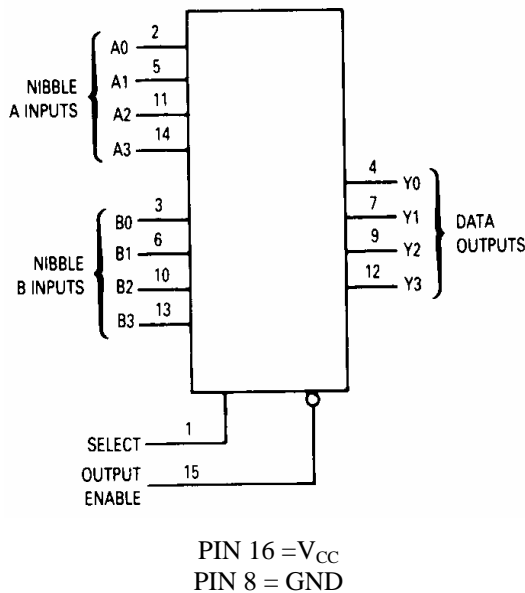 NIBBLE
A INPUTS
A0 2
A1 5
A2 11
A3 14
NIBBLE
B INPUTS
B0 3
B1 6
B2 10
B3 13
4 Y0
7 Y1
9 Y2
12 Y3
DATA
OUTPUTS
SELECT 1
OUTPUT
ENABLE 15
PIN 16 =VCC
PIN 8 = GND